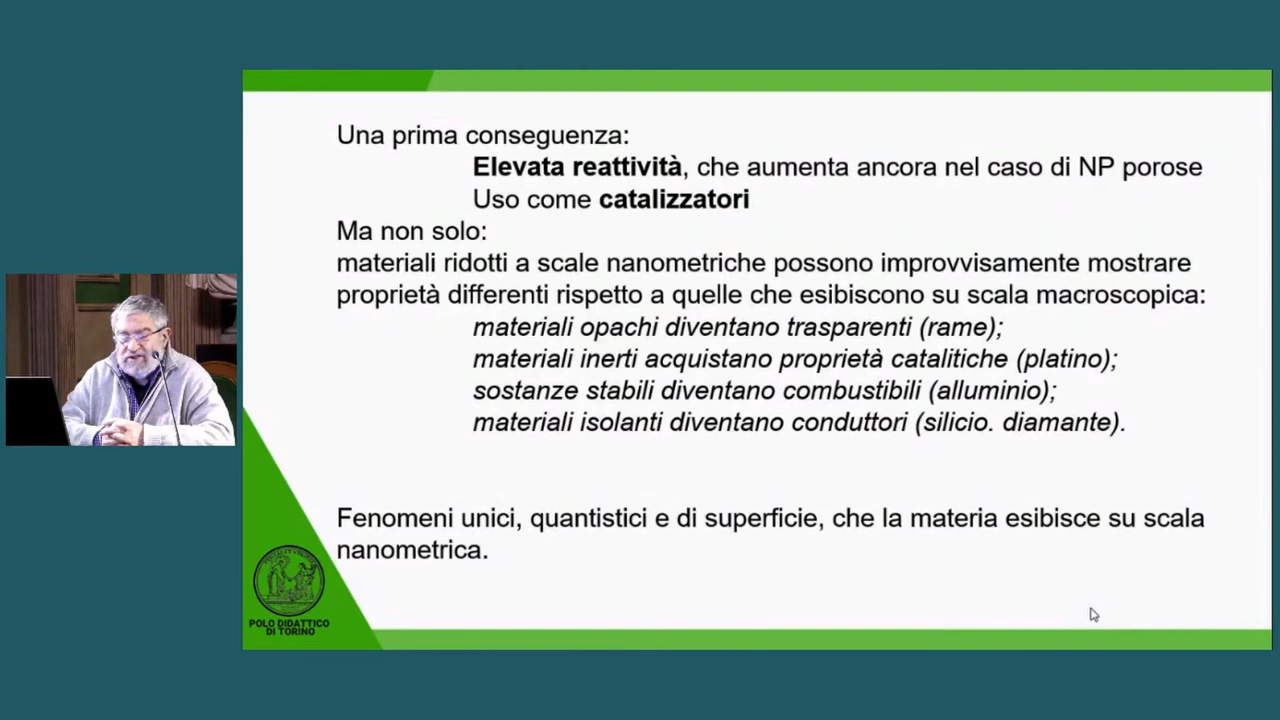 Una prima conseguenza:
Elevata reattività, che aumenta ancora nel caso di NP porose
Uso come catalizzatori
Ma non solo:
materiali ridotti a scale nanometriche possono improvvisamente mostrare
proprietà differenti rispetto a quelle che esibiscono su scala macroscopica:
materiali opachi diventano trasparenti (rame);
materiali inerti acquistano proprietà catalitiche (platino);
sostanze stabili diventano combustibili (alluminio);
materiali isolanti diventano conduttori (silicio. diamante).
Fenomeni unici, quantistici e di superficie, che la materia esibisce su scala
nanometrica.
POLO DIDATTICO
DI TORINO